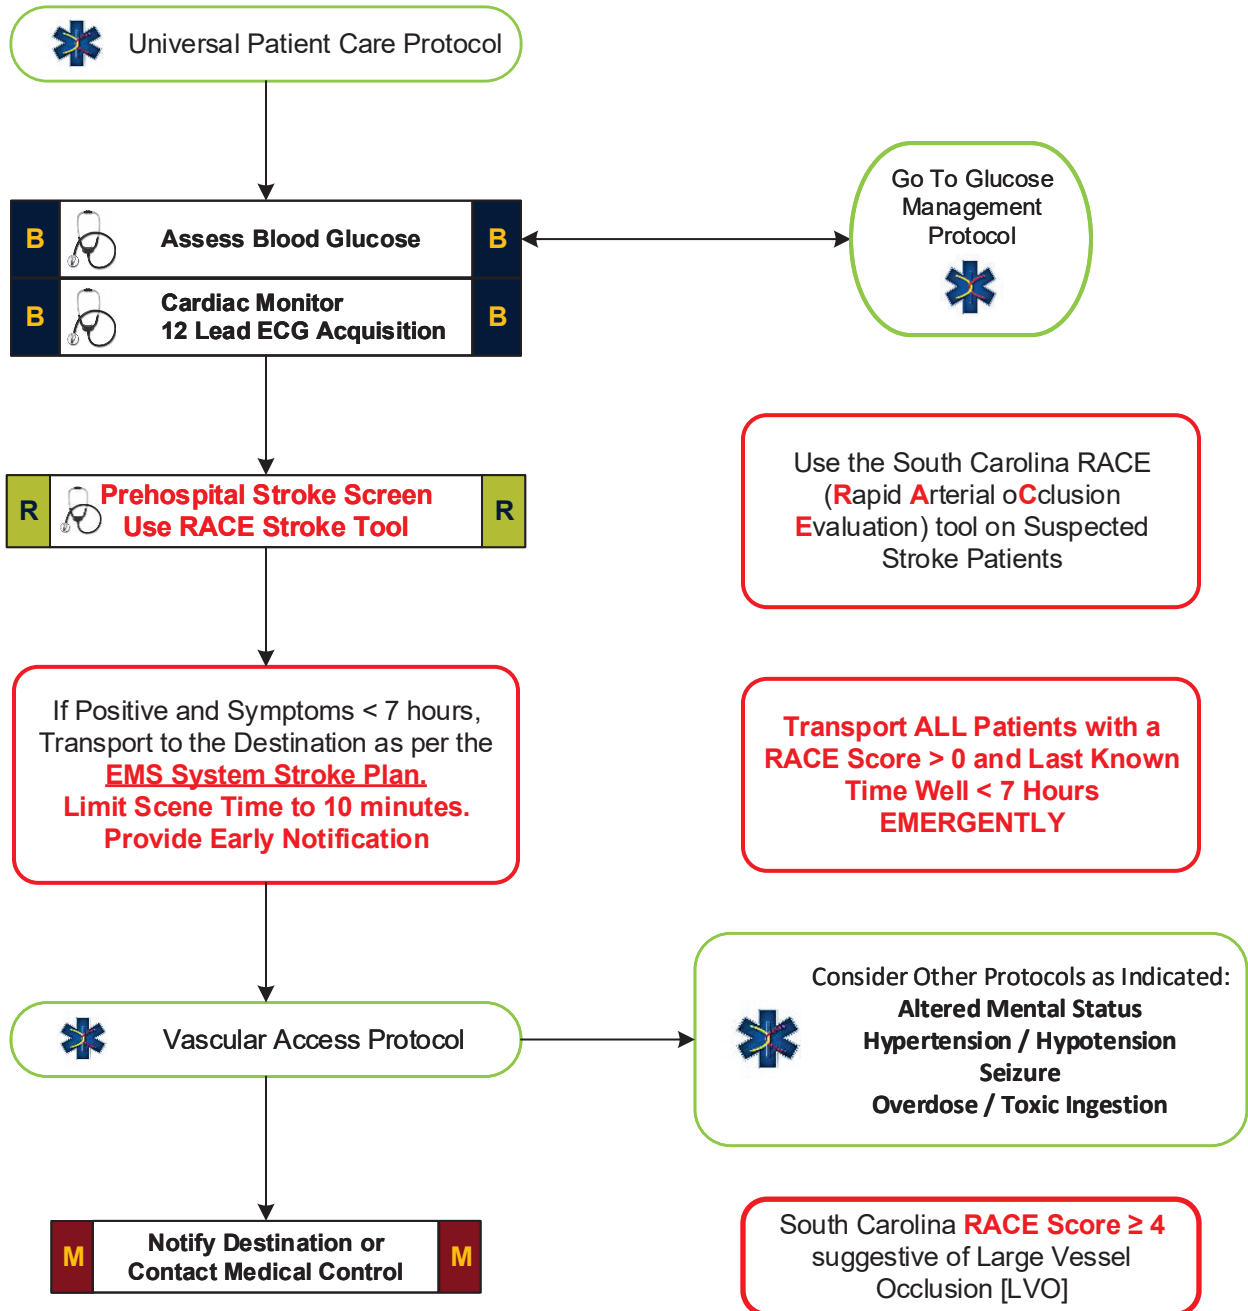 Universal Patient Care Protocol
B
Assess Blood Glucose
B
Go To Glucose
Management
Protocol
B
Cardiac Monitor
12 Lead ECG Acquisition
B
R
Prehospital Stroke Screen
Use RACE Stroke Tool
R
Use the South Carolina RACE
(Rapid Arterial oCclusion
Evaluation) tool on Suspected
Stroke Patients
If Positive and Symptoms < 7 hours,
Transport to the Destination as per the
EMS System Stroke Plan.
Limit Scene Time to 10 minutes.
Provide Early Notification
Transport ALL Patients with a
RACE Score > 0 and Last Known
Time Well < 7 Hours
EMERGENTLY
Vascular Access Protocol
Consider Other Protocols as Indicated:
Altered Mental Status
Hypertension / Hypotension
Seizure
Overdose / Toxic Ingestion
M
Notify Destination or
Contact Medical Control
M
South Carolina RACE Score ≥ 4
suggestive of Large Vessel
Occlusion [LVO]